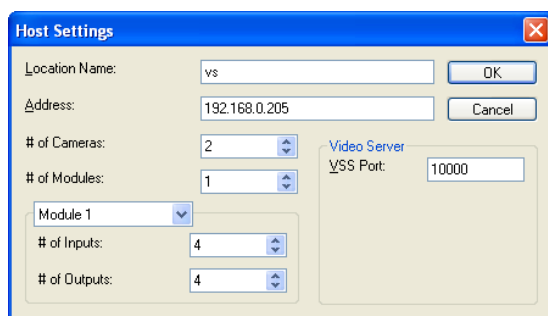 Host Settings
Location Name:
vs
OK
Address:
192.168.0.205
Cancel
# of Cameras:
2
Video Server
# of Modules:
1
VSS Port:
10000
Module 1
# of Inputs:
4
# of Outputs:
4